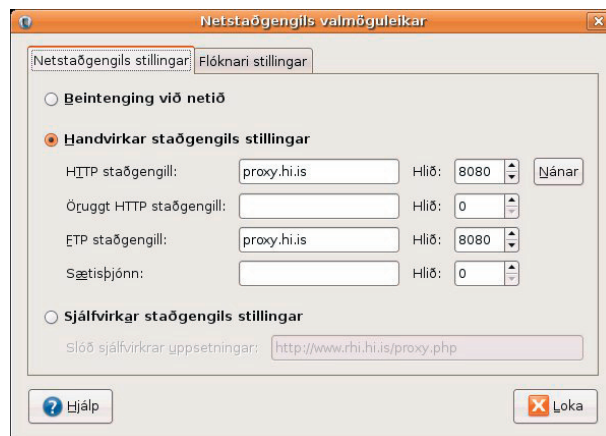 Netstaðgengils valmöguleikar
Netstaðgengils stillingar Flóknari stillingar
Beintenging við netið
Handvirkar staðgengils stillingar
HTTP staðgengill: proxy.hi.is Hlið: 8080 Nánar
Öruggt HTTP staðgengill: Hlið: 0
FTP staðgengill: proxy.hi.is Hlið: 8080
Sætisþjónn: Hlið: 0
Sjálfvirkar staðgengils stillingar
Slóð sjálfvirkrar uppsetningar: http://www.rhi.hi.is/proxy.php
Hjálp Loka